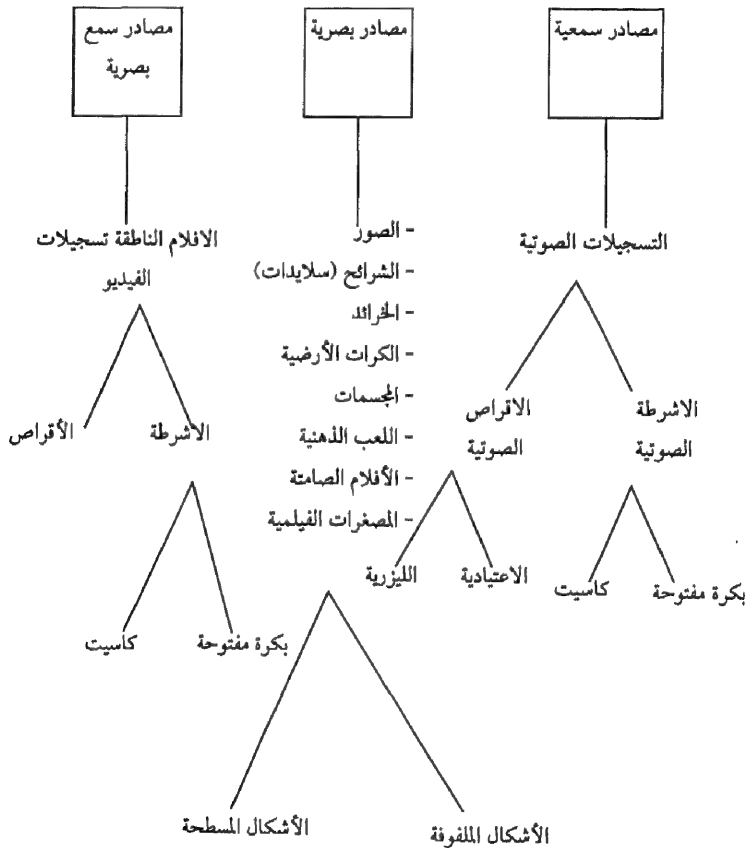 مصادر سمعية
التسجيلات الصوتية
الاشرطة
الصوتية
الاقراص
الصوتية
بكرة مفتوحة
كاسيت
الاعتيادية
الليزرية
مصادر بصرية
- الصور
- الشرائح (سلايدات)
- الخرائد
- الكرات الأرضية
- المجسمات
- اللعب الذهنية
- الأفلام الصامتة
- المصغرات الفيلمية
الأشكال الملفوفة
الأشكال المسطحة
مصادر سمع
بصرية
الافلام الناطقة تسجيلات
الفيديو
الاشرطة
الأقراص
بكرة مفتوحة
كاسيت